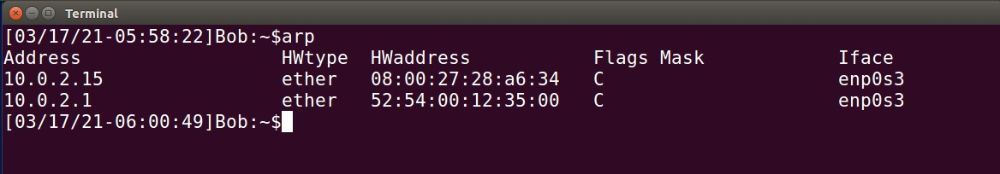 Terminal
[03/17/21-05:58:22]Bob:~$arp
Address                  HWtype  HWaddress           Flags Mask            Iface
10.0.2.15                ether   08:00:27:28:a6:34   C                     enp0s3
10.0.2.1                 ether   52:54:00:12:35:00   C                     enp0s3
[03/17/21-06:00:49]Bob:~$